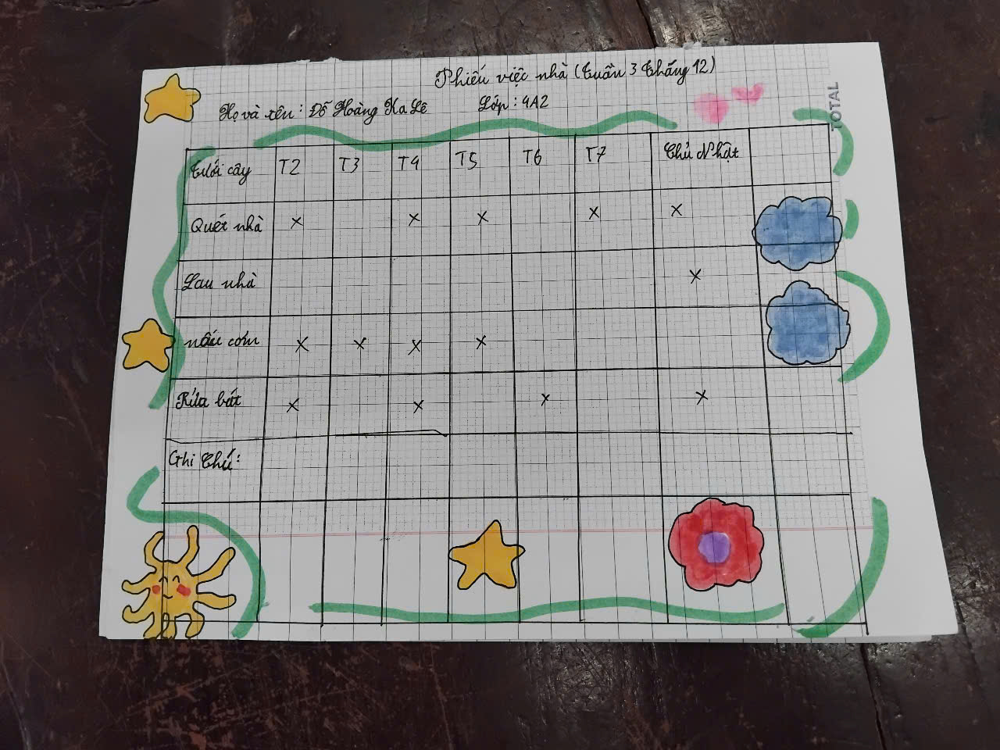 Phiếu việc nhà (Tuần 3 Tháng 12)
Họ và tên: Đỗ Hoàng Ka Lê Lớp: 4A2
TOTAL
Tưới cây T2 T3 T4 T5 T6 T7 Chủ Nhật
Quét nhà x x x x x
Lau nhà x
nấu cơm x x x x
Rửa bát x x x x
Ghi Chú: